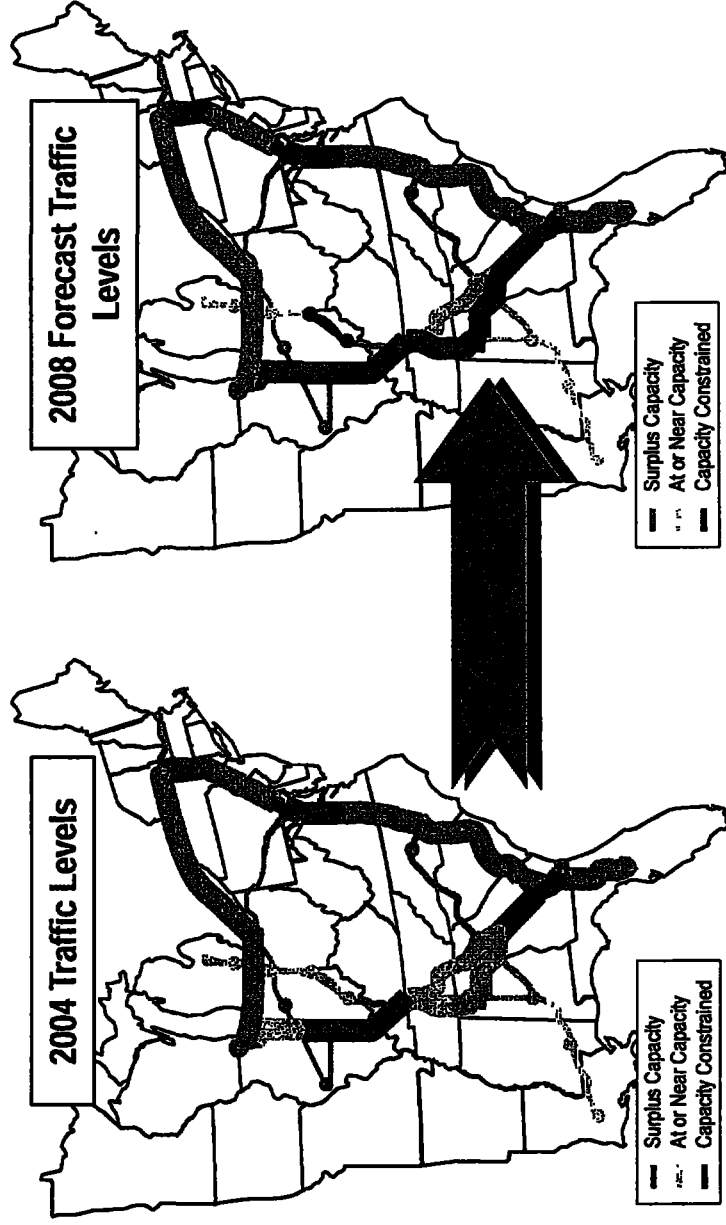 2004 Traffic Levels
Surplus Capacity
At or Near Capacity
Capacity Constrained
2008 Forecast Traffic
Levels
Surplus Capacity
At or Near Capacity
Capacity Constrained